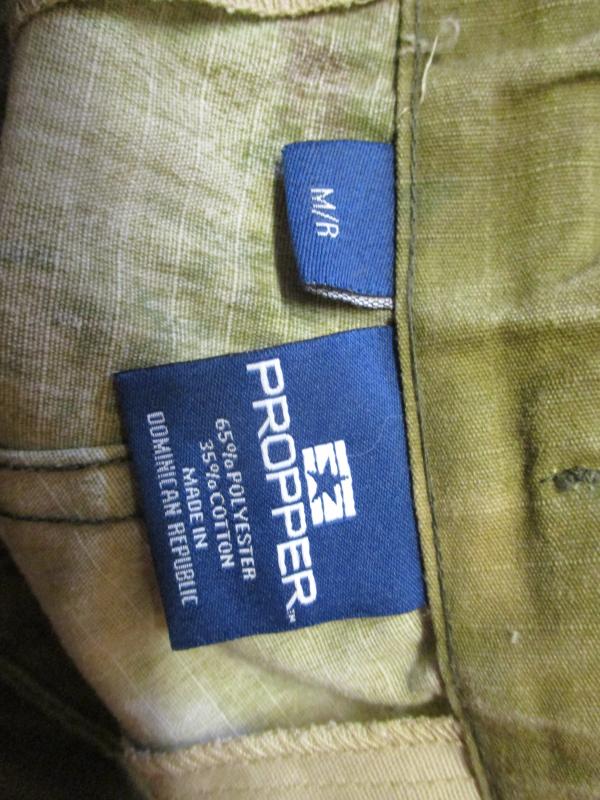 M/R
PROPPER
65% POLYESTER
35% COTTON
MADE IN
DOMINICAN REPUBLIC